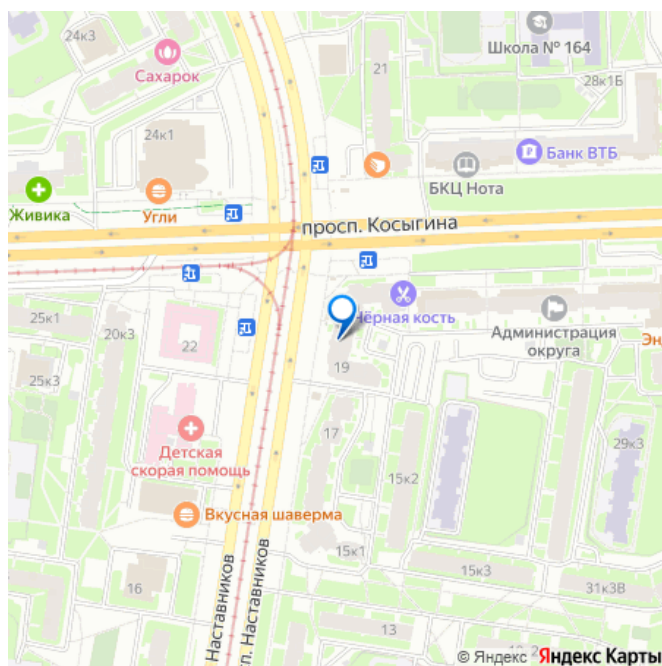 24к3
Сахарок
21
Школа № 164
28к1Б
24к1
Банк ВТБ
БКЦ Нота
Живика
Угли
просп. Косыгина
Чёрная кость
Администрация
округа
Эн
25к1
20к3
22
19
25к3
17
Детская
скорая помощь
15к2
29к3
Вкусная шаверма
15к1
15к3
16
Наставников
сп. Наставников
31к3В
13
© Яндекс Яндекс Карты